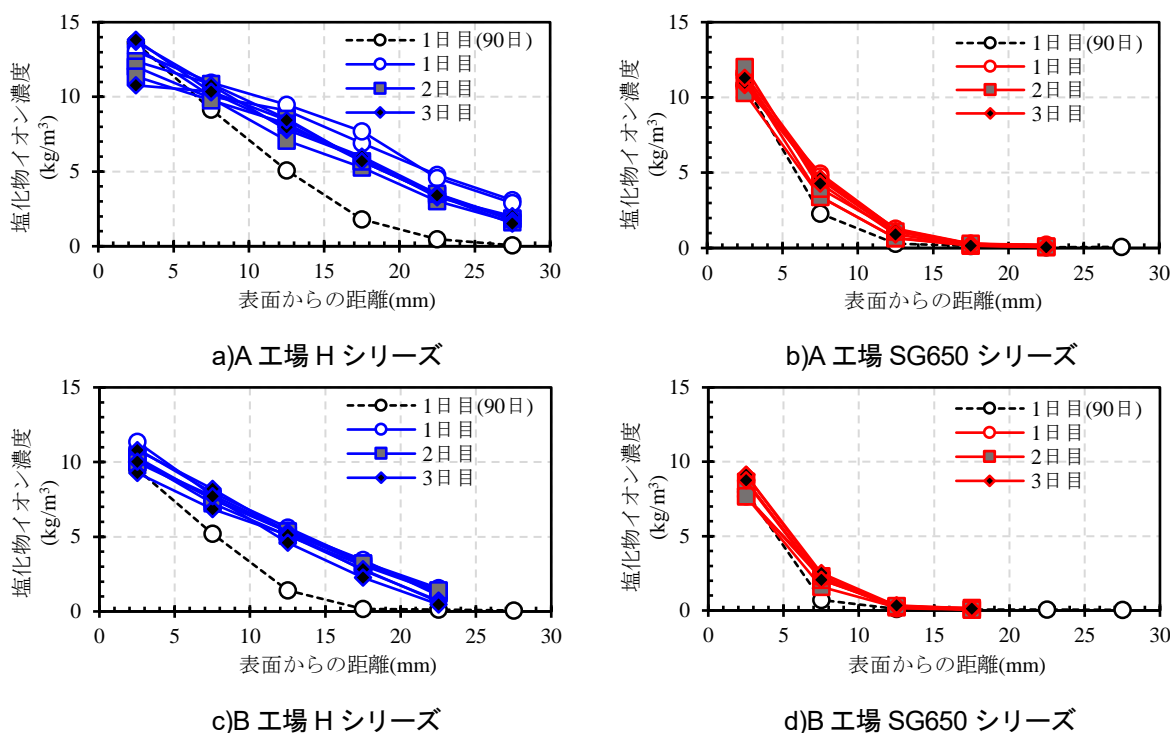 15
10
5
0
塩化物イオン濃度
(kg/m³)
1日目(90日)
1日目
2日目
3日目
0 5 10 15 20 25 30
表面からの距離(mm)
a)A 工場 H シリーズ
15
10
5
0
塩化物イオン濃度
(kg/m³)
1日目(90日)
1日目
2日目
3日目
0 5 10 15 20 25 30
表面からの距離(mm)
b)A 工場 SG650 シリーズ
15
10
5
0
塩化物イオン濃度
(kg/m³)
1日目(90日)
1日目
2日目
3日目
0 5 10 15 20 25 30
表面からの距離(mm)
c)B 工場 H シリーズ
15
10
5
0
塩化物イオン濃度
(kg/m³)
1日目(90日)
1日目
2日目
3日目
0 5 10 15 20 25 30
表面からの距離(mm)
d)B 工場 SG650 シリーズ